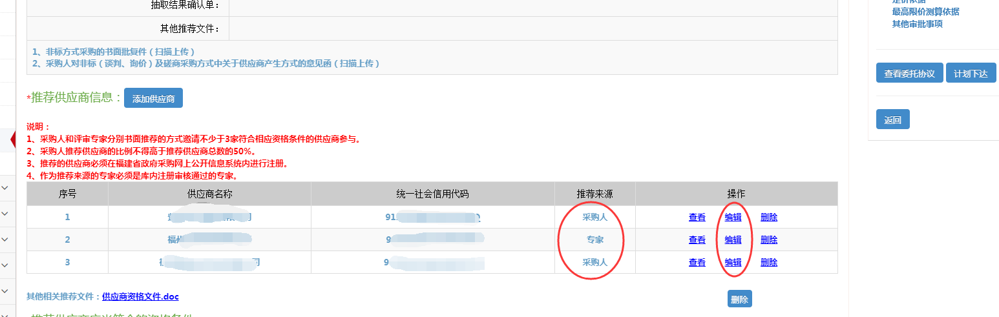 抽取结果确认单：
其他推荐文件：
1、非标方式采购的书面批复件（扫描上传）
2、采购人对非标（谈判、询价）及磋商采购方式中关于供应商产生方式的意见函（扫描上传）
*推荐供应商信息： 添加供应商
说明：
1、采购人和评审专家分别书面推荐的方式邀请不少于3家符合相应资格条件的供应商参与。
2、采购人推荐供应商的比例不得高于推荐供应商总数的50%。
3、推荐的供应商必须在福建省政府采购网上公开信息系统内进行注册。
4、作为推荐来源的专家必须是库内注册审核通过的专家。
序号 供应商名称 统一社会信用代码 推荐来源 操作
1 91 采购人 查看 编辑 删除
2 福州 9 专家 查看 编辑 删除
3 9 采购人 查看 编辑 删除
其他相关推荐文件：供应商资格文件.doc 删除
最高限价测算依据
其他审批事项
查看委托协议 计划下达
返回